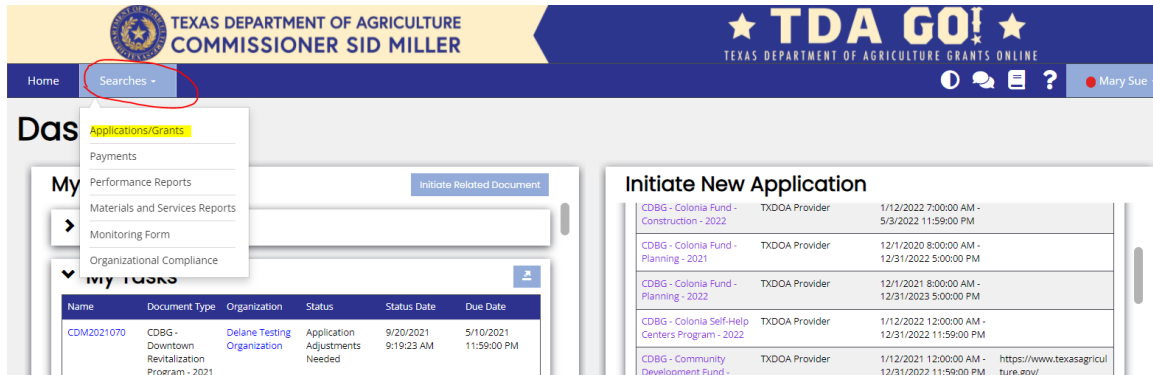 TEXAS DEPARTMENT OF AGRICULTURE
COMMISSIONER SID MILLER
TDA GO!
TEXAS DEPARTMENT OF AGRICULTURE GRANTS ONLINE
Home
Searches
?
Mary Sue
Das
Applications/Grants
Payments
Performance Reports
Materials and Services Reports
Monitoring Form
Organizational Compliance
My
Initiate Related Document
My Tasks
Name Document Type Organization Status Status Date Due Date
CDM2021070 CDBG - Delane Testing Application 9/20/2021 5/10/2021
Downtown Organization Adjustments 9:19:23 AM 11:59:00 PM
Revitalization Needed
Program - 2021
Initiate New Application
CDBG - Colonia Fund - TXDOA Provider 1/12/2022 7:00:00 AM -
Construction - 2022 5/3/2022 11:59:00 PM
CDBG - Colonia Fund - TXDOA Provider 12/1/2020 8:00:00 AM -
Planning - 2021 12/31/2022 5:00:00 PM
CDBG - Colonia Fund - TXDOA Provider 12/1/2021 8:00:00 AM -
Planning - 2022 12/31/2023 5:00:00 PM
CDBG - Colonia Self-Help TXDOA Provider 1/12/2022 12:00:00 AM -
Centers Program - 2022 12/31/2022 11:59:00 PM
CDBG - Community TXDOA Provider 1/12/2021 12:00:00 AM - https://www.texasagricul
Development Fund - 12/31/2022 11:59:00 PM ture.gov/